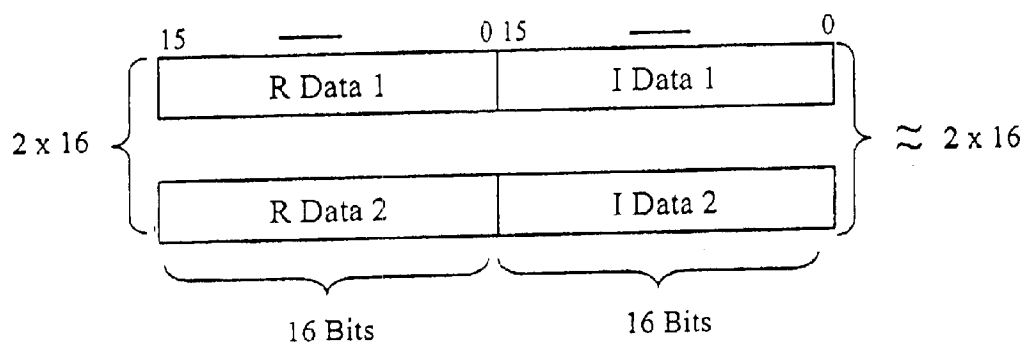 15 — 0 15 — 0
R Data 1 I Data 1
2 x 16 ≈ 2 x 16
R Data 2 I Data 2
16 Bits 16 Bits